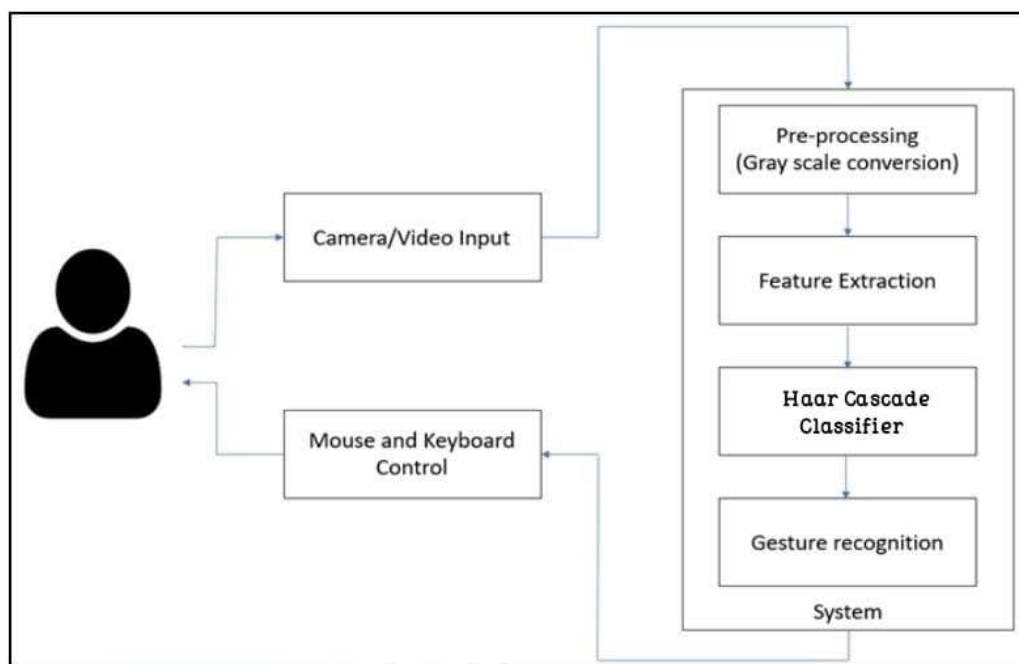 Pre-processing
(Gray scale conversion)
Camera/Video Input
Feature Extraction
Haar Cascade
Classifier
Mouse and Keyboard
Control
Gesture recognition
System